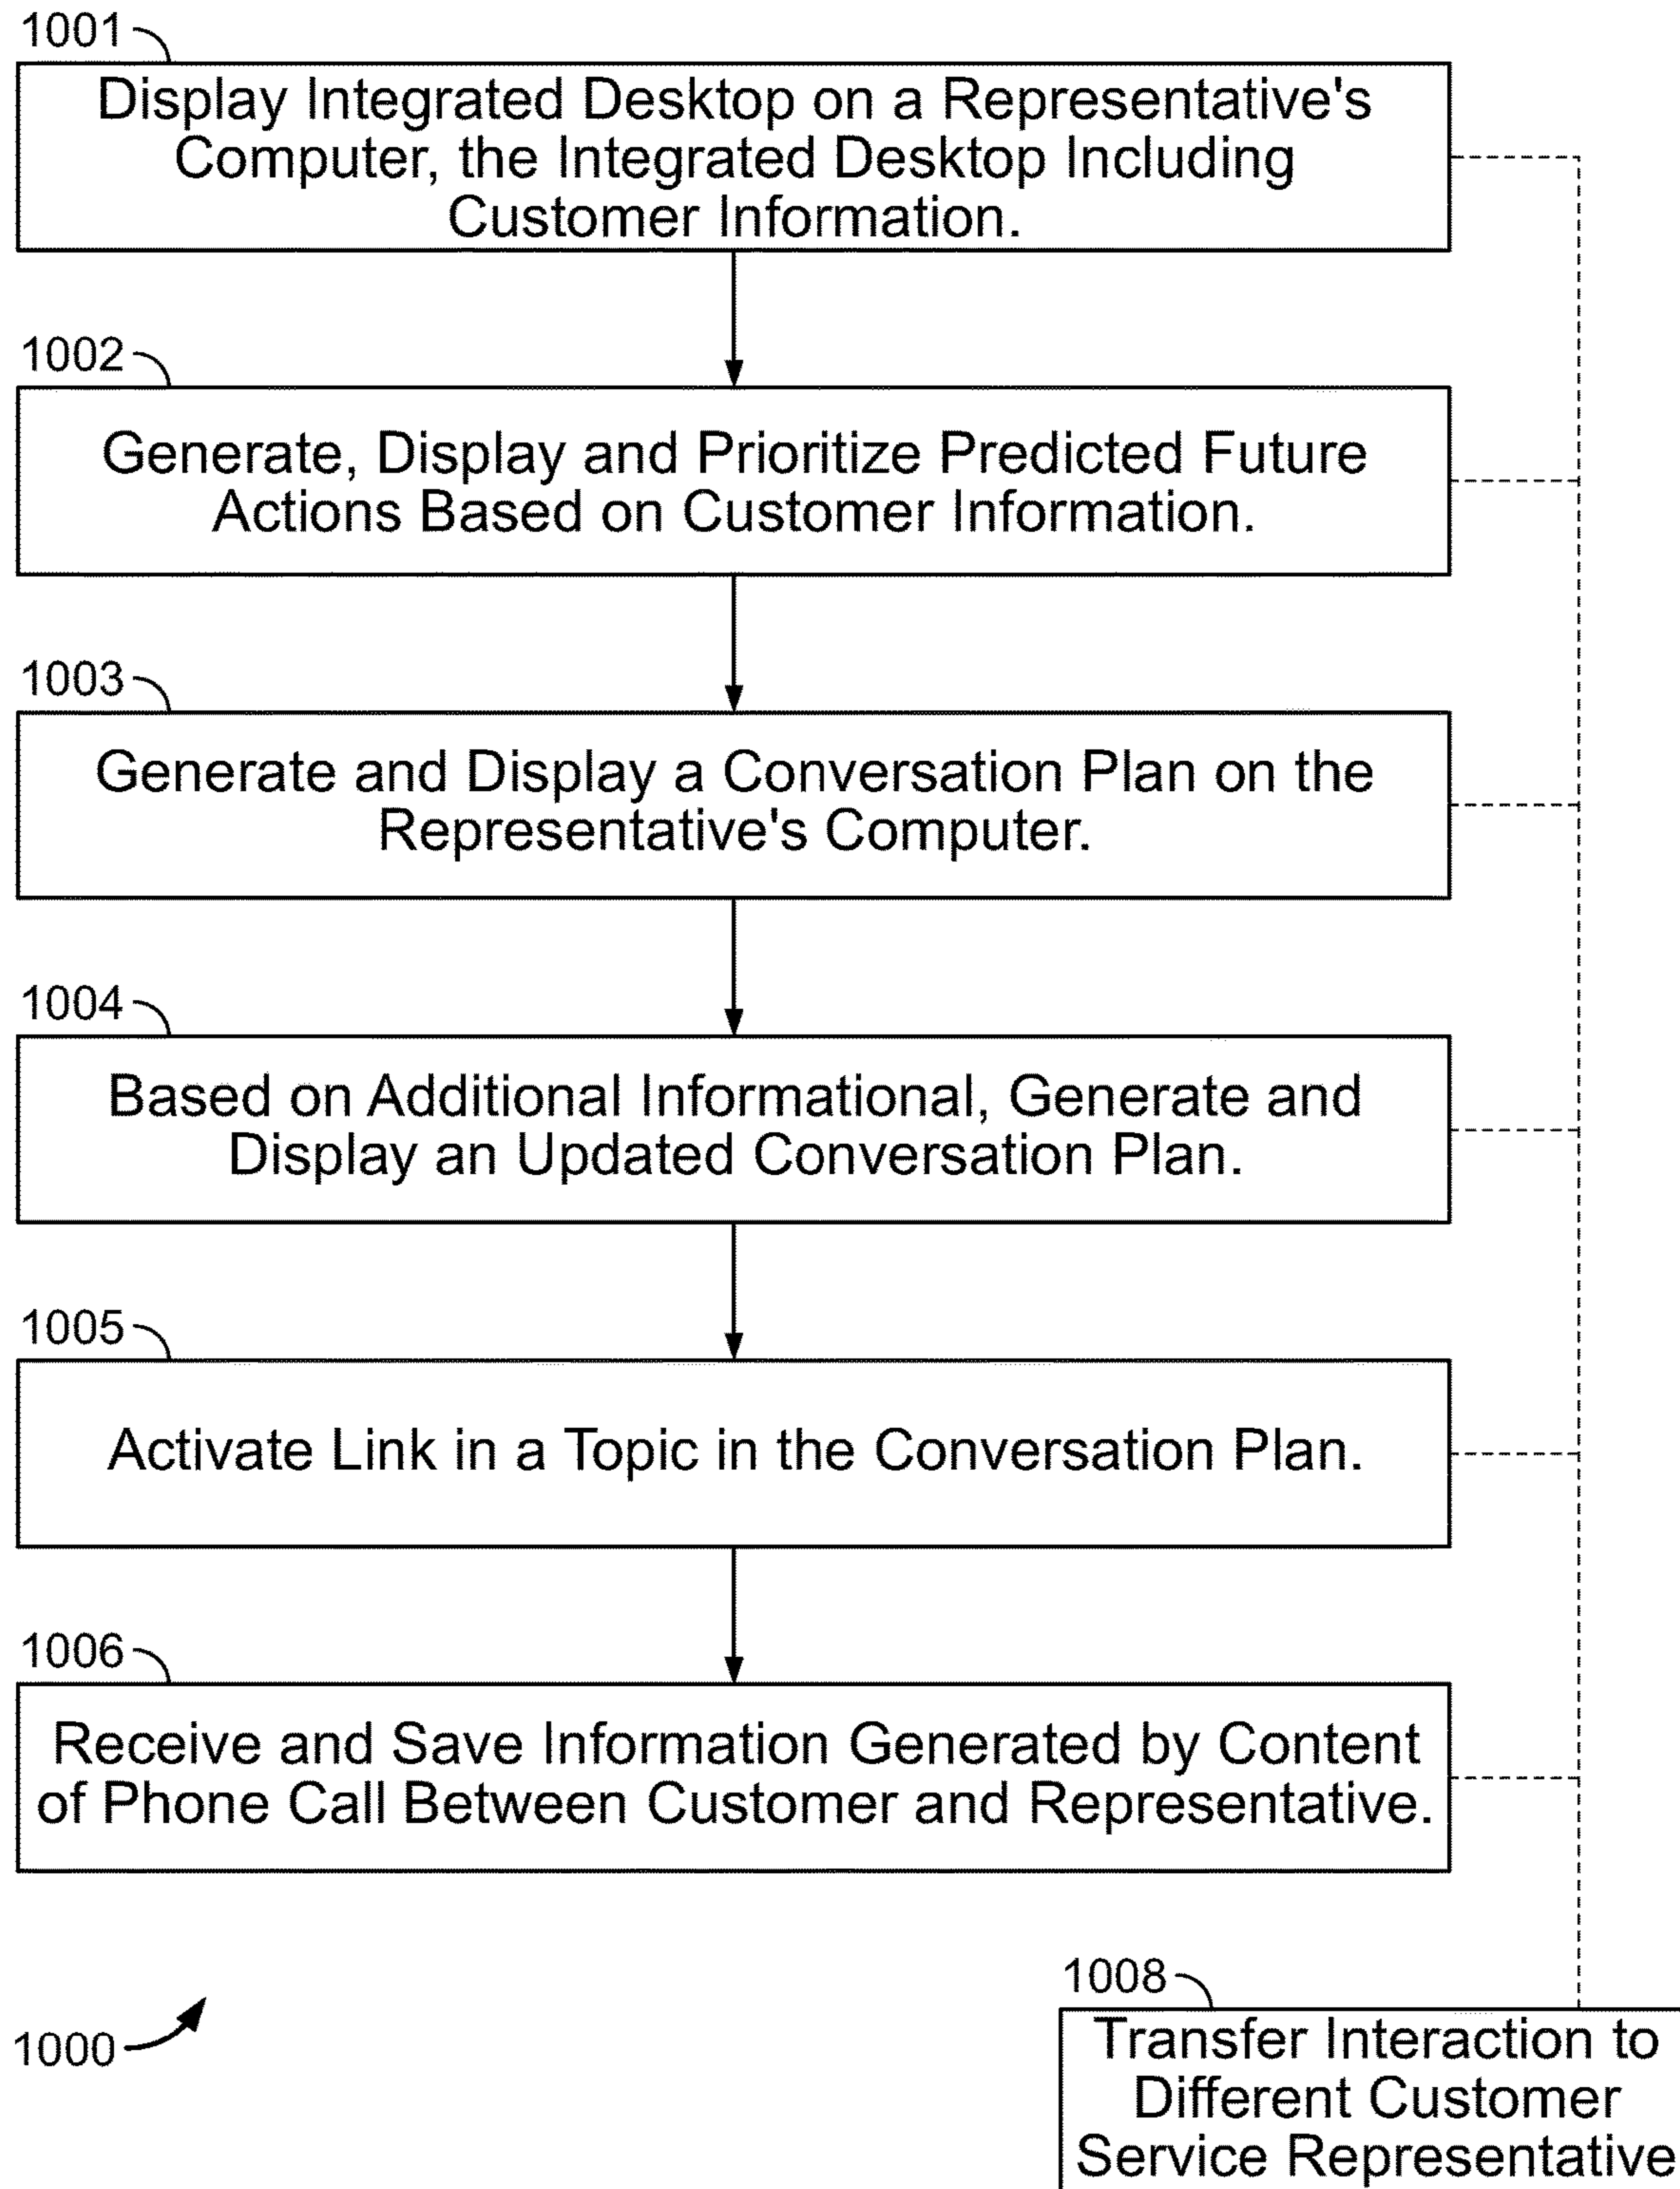 1001
Display Integrated Desktop on a Representative's
Computer, the Integrated Desktop Including
Customer Information.
1002
Generate, Display and Prioritize Predicted Future
Actions Based on Customer Information.
1003
Generate and Display a Conversation Plan on the
Representative's Computer.
1004
Based on Additional Informational, Generate and
Display an Updated Conversation Plan.
1005
Activate Link in a Topic in the Conversation Plan.
1006
Receive and Save Information Generated by Content
of Phone Call Between Customer and Representative.
1000
1008
Transfer Interaction to
Different Customer
Service Representative